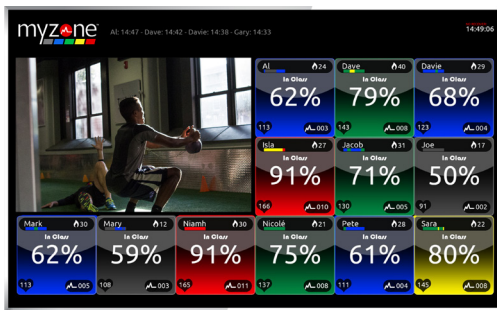 myzone
Al: 14:47 - Dave: 14:42 - Davie: 14:38 - Gary: 14:33
14:49:06
Al 24
In Class
62%
113 003
Dave 40
In Class
79%
143 008
Davie 29
In Class
68%
123 004
Isla 27
In Class
91%
166 010
Jacob 31
In Class
71%
130 005
Joe 17
In Class
50%
91 002
Mark 30
In Class
62%
113 005
Mary 12
In Class
59%
108 003
Niamh 30
In Class
91%
165 011
Nicolé 21
In Class
75%
137 008
Pete 28
In Class
61%
111 004
Sara 22
In Class
80%
145 008